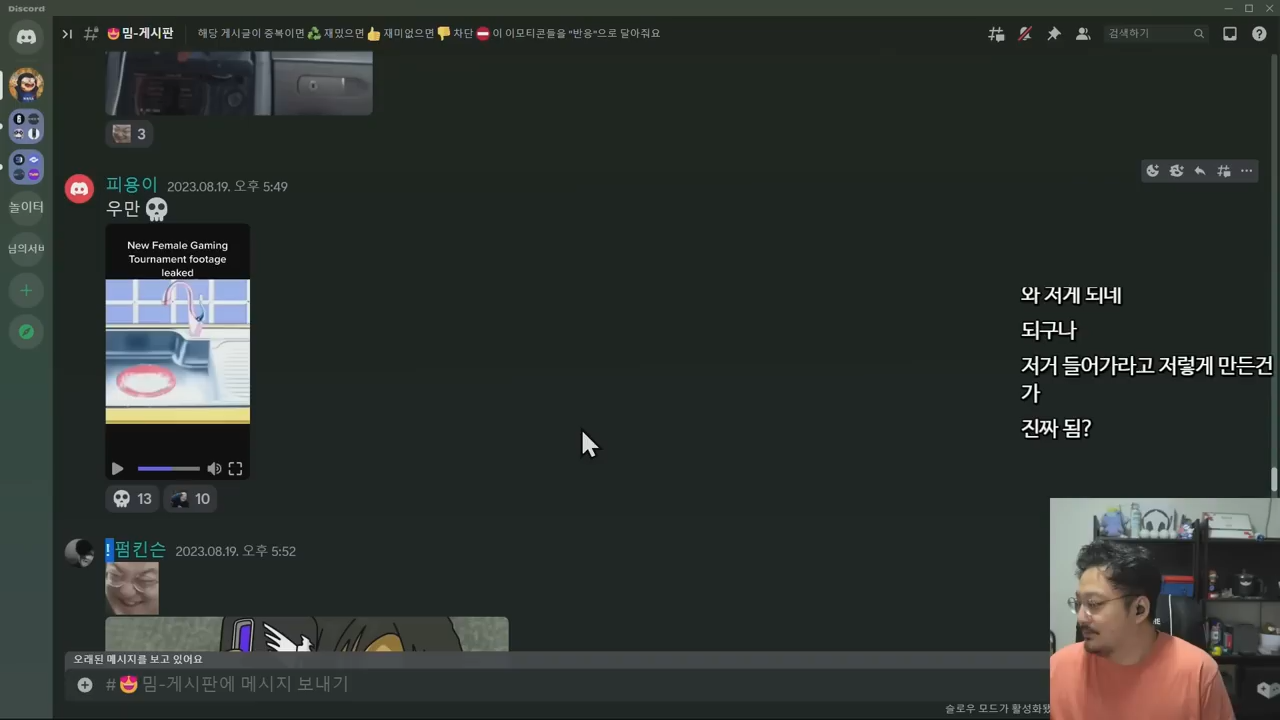 Discord
😍밈-게시판
해당 게시글이 중복이면 ♻️ 재밌으면 👍 재미없으면 👎 차단 ⛔ 이 이모티콘들을 "반응"으로 달아줘요
검색하기
3
피용이 2023.08.19. 오후 5:49
우만 💀
New Female Gaming
Tournament footage
leaked
13
10
놀이터
님의서버
와 저게 되네
되구나
저거 들어가라고 저렇게 만든건
가
진짜 됨?
!펌킨슨 2023.08.19. 오후 5:52
오래된 메시지를 보고 있어요
#😍밈-게시판에 메시지 보내기
슬로우 모드가 활성화됐